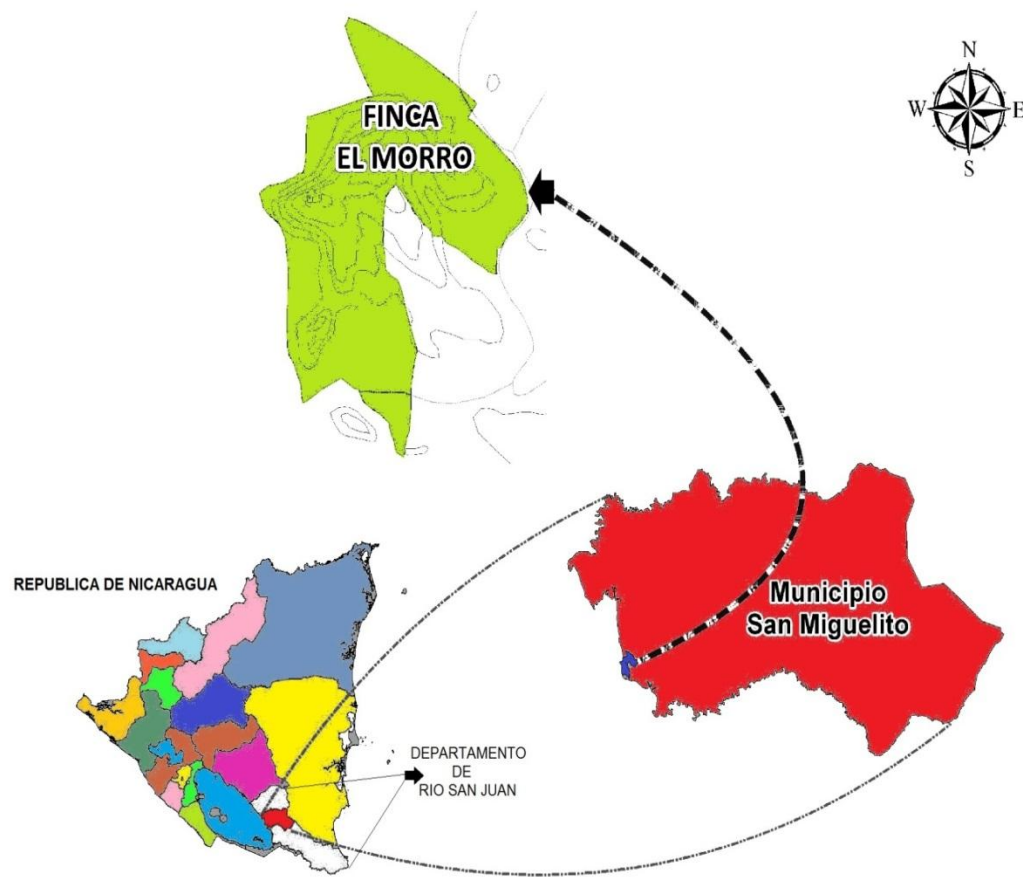 FINCA
EL MORRO
N
W E
S
REPUBLICA DE NICARAGUA
Municipio
San Miguelito
DEPARTAMENTO
DE
RIO SAN JUAN